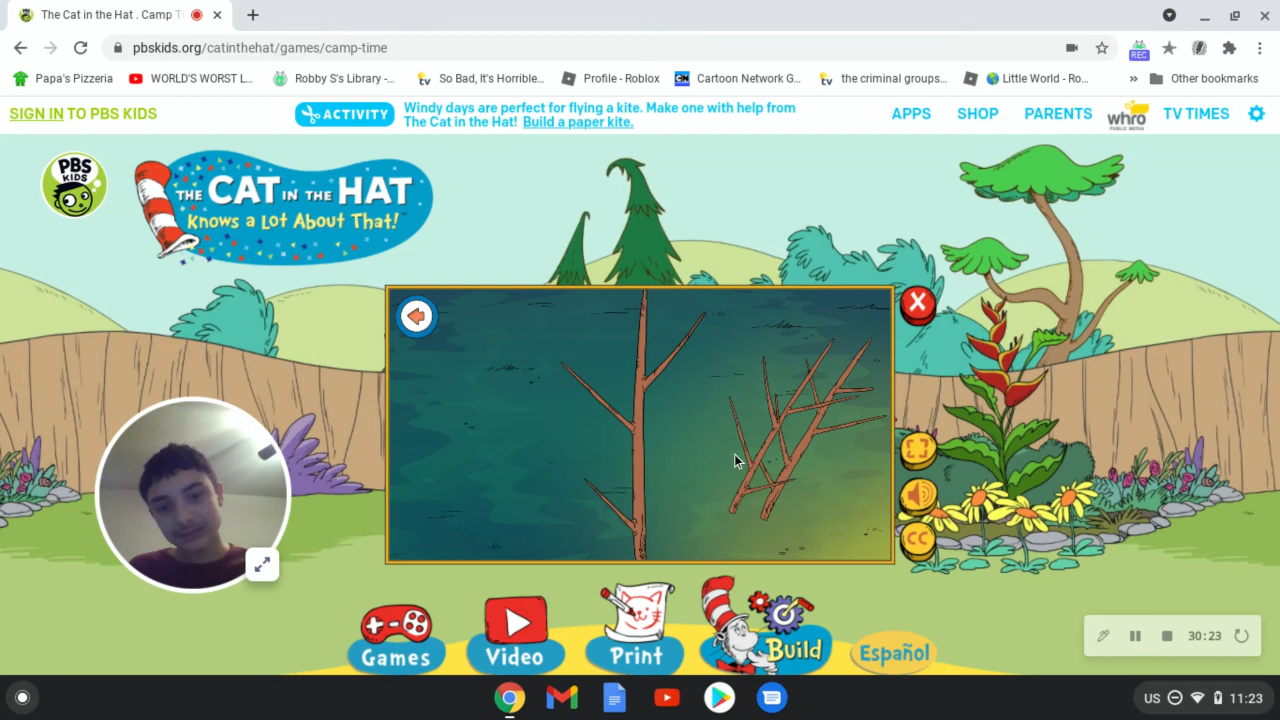 The Cat in the Hat . Camp T
pbskids.org/catinthehat/games/camp-time
REC
Papa's Pizzeria
WORLD'S WORST L...
Robby S's Library -...
So Bad, It's Horrible...
Profile - Roblox
Cartoon Network G...
the criminal groups...
Little World - Ro...
»
Other bookmarks
SIGN IN TO PBS KIDS
ACTIVITY
Windy days are perfect for flying a kite. Make one with help from
The Cat in the Hat! Build a paper kite.
APPS
SHOP
PARENTS
whro
PUBLIC MEDIA
TV TIMES
PBS
KIDS
THE CAT IN THE HAT
Knows a Lot About That!
CC
Games
Video
Print
Build
Español
30:23
US
11:23